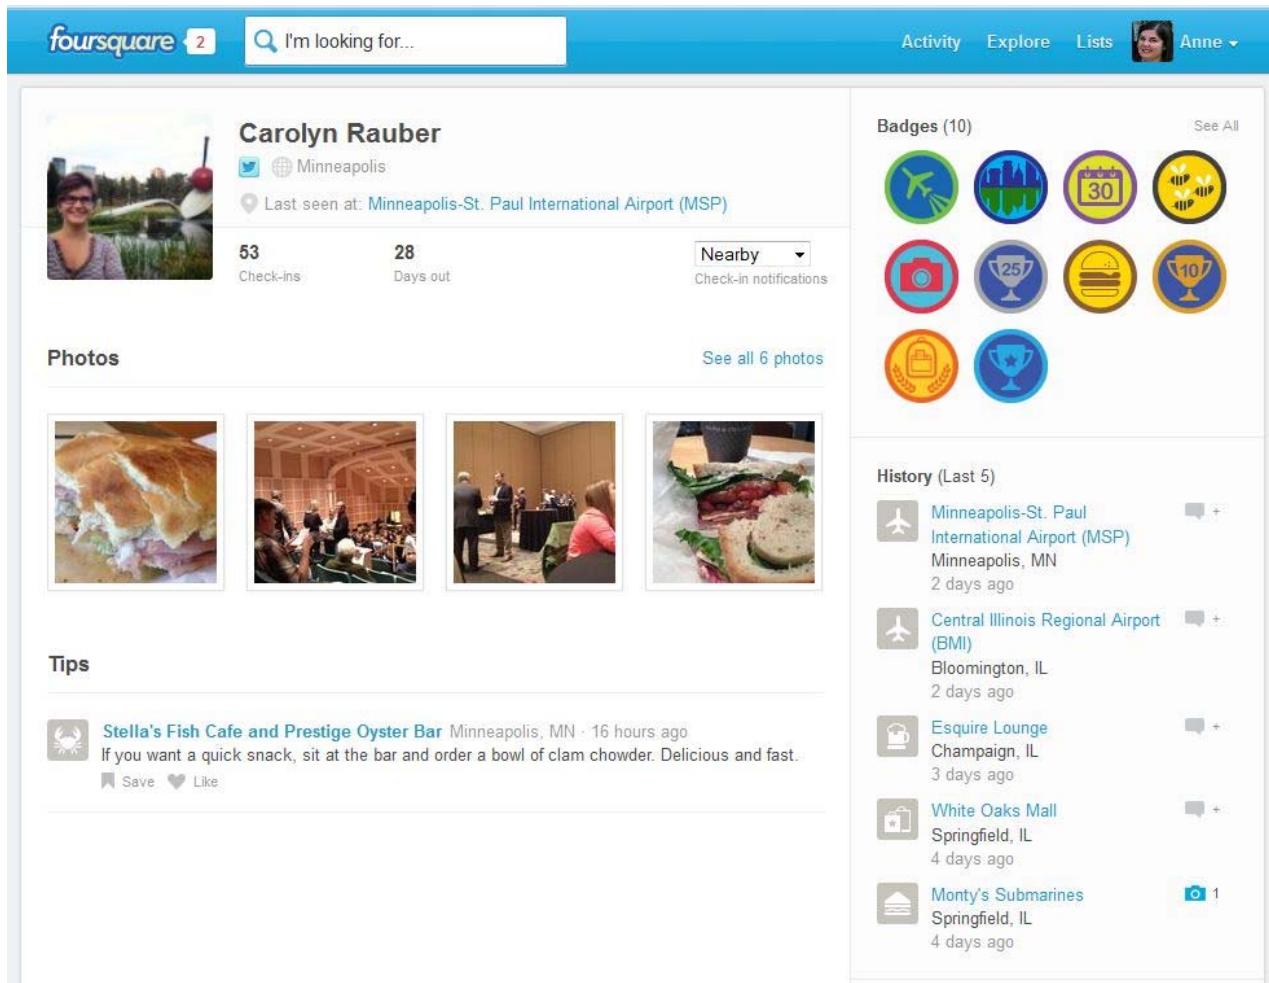 foursquare 2
I'm looking for...
Activity Explore Lists Anne
Carolyn Rauber
Minneapolis
Last seen at: Minneapolis-St. Paul International Airport (MSP)
53
Check-ins
28
Days out
Nearby
Check-in notifications
Photos
See all 6 photos
Tips
Stella's Fish Cafe and Prestige Oyster Bar Minneapolis, MN · 16 hours ago
If you want a quick snack, sit at the bar and order a bowl of clam chowder. Delicious and fast.
Save Like
Badges (10)
See All
30
25
10
History (Last 5)
Minneapolis-St. Paul
International Airport (MSP)
Minneapolis, MN
2 days ago
+
Central Illinois Regional Airport
(BMI)
Bloomington, IL
2 days ago
+
Esquire Lounge
Champaign, IL
3 days ago
+
White Oaks Mall
Springfield, IL
4 days ago
+
Monty's Submarines
Springfield, IL
4 days ago
1